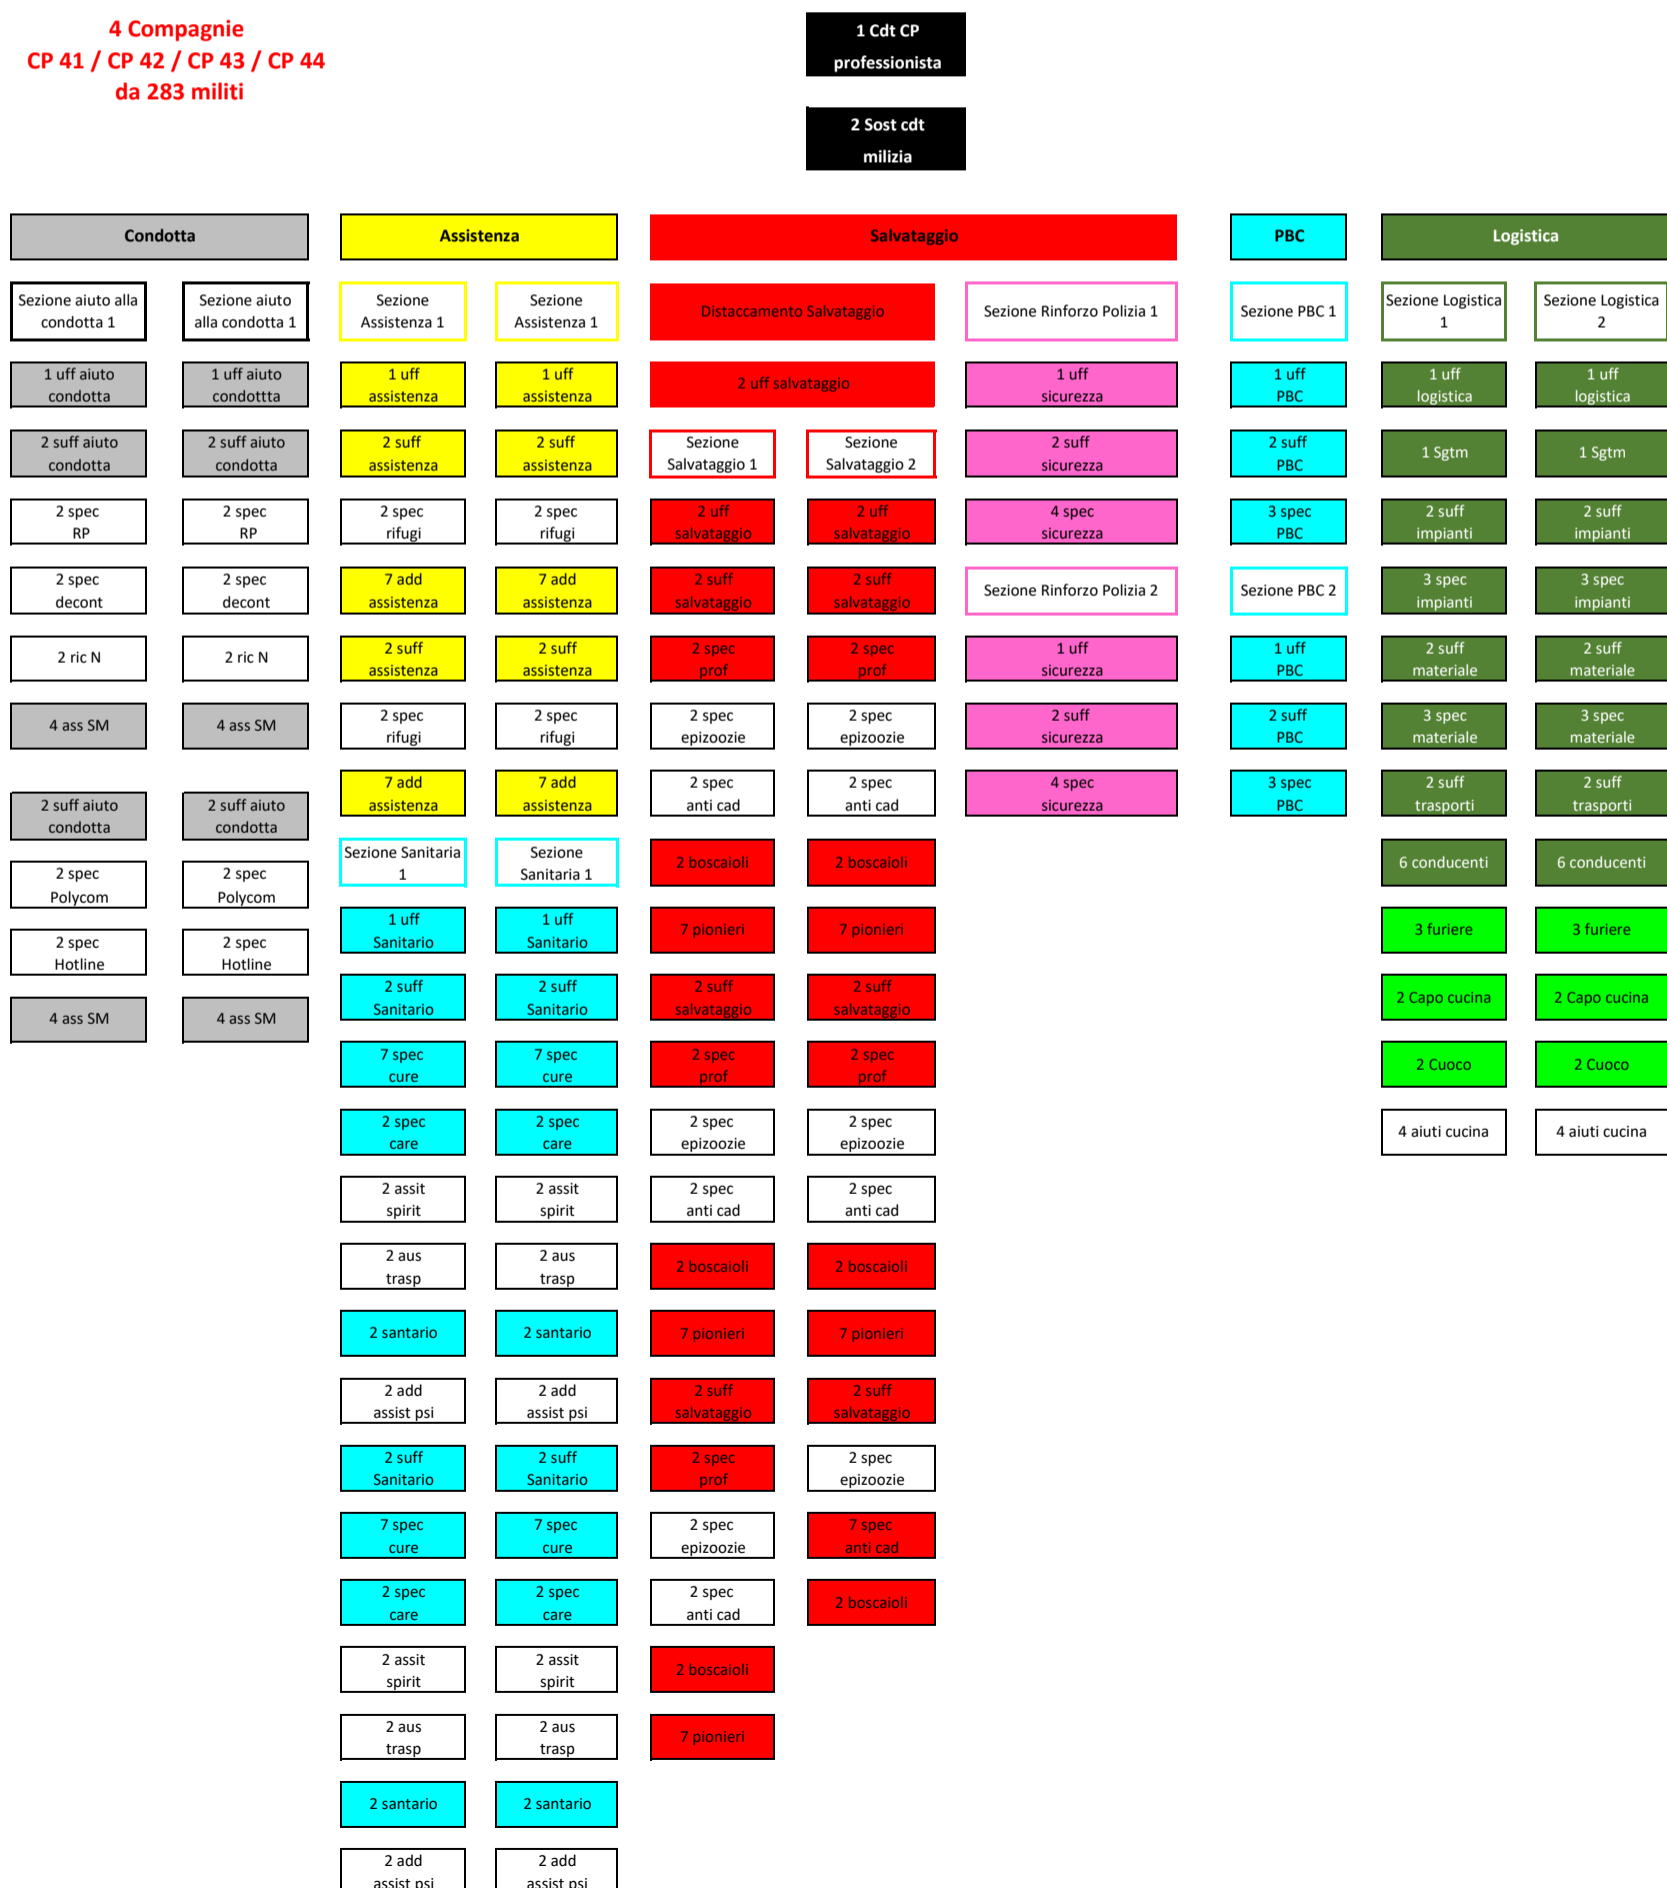 4 Compagnie
CP 41 / CP 42 / CP 43 / CP 44
da 283 militi
1 Cdt CP
professionista
2 Sost cdt
milizia
Condotta
Sezione aiuto alla
condotta 1
1 uff aiuto
condotta
2 suff aiuto
condotta
2 spec
RP
2 spec
decont
2 ric N
4 ass SM
2 suff aiuto
condotta
2 spec
Polycom
2 spec
Hotline
4 ass SM
Sezione aiuto
alla condotta 1
1 uff aiuto
condottta
2 suff aiuto
condotta
2 spec
RP
2 spec
decont
2 ric N
4 ass SM
2 suff aiuto
condotta
2 spec
Polycom
2 spec
Hotline
4 ass SM
Assistenza
Sezione
Assistenza 1
1 uff
assistenza
2 suff
assistenza
2 spec
rifugi
7 add
assistenza
2 suff
assistenza
2 spec
rifugi
7 add
assistenza
Sezione Sanitaria
1
1 uff
Sanitario
2 suff
Sanitario
7 spec
cure
2 spec
care
2 assit
spirit
2 aus
trasp
2 santario
2 add
assist psi
2 suff
Sanitario
7 spec
cure
2 spec
care
2 assit
spirit
2 aus
trasp
2 santario
2 add
assist psi
Sezione
Assistenza 1
1 uff
assistenza
2 suff
assistenza
2 spec
rifugi
7 add
assistenza
2 suff
assistenza
2 spec
rifugi
7 add
assistenza
Sezione
Sanitaria 1
1 uff
Sanitario
2 suff
Sanitario
7 spec
cure
2 spec
care
2 assit
spirit
2 aus
trasp
2 santario
2 add
assist psi
2 suff
Sanitario
7 spec
cure
2 spec
care
2 assit
spirit
2 aus
trasp
2 santario
2 add
assist psi
Salvataggio
Distaccamento Salvataggio
2 uff salvataggio
Sezione
Salvataggio 1
2 uff
salvataggio
2 suff
salvataggio
2 spec
prof
2 spec
epizoozie
2 spec
anti cad
2 boscaioli
7 pionieri
2 suff
salvataggio
2 spec
prof
2 spec
epizoozie
2 spec
anti cad
2 boscaioli
7 pionieri
2 suff
salvataggio
2 spec
prof
2 spec
epizoozie
2 spec
anti cad
2 boscaioli
7 pionieri
Sezione
Salvataggio 2
2 uff
salvataggio
2 suff
salvataggio
2 spec
prof
2 spec
epizoozie
2 spec
anti cad
2 boscaioli
7 pionieri
2 suff
salvataggio
2 spec
prof
2 spec
epizoozie
2 spec
anti cad
2 boscaioli
7 pionieri
2 suff
salvataggio
2 spec
epizoozie
7 spec
anti cad
2 boscaioli
Sezione Rinforzo Polizia 1
1 uff
sicurezza
2 suff
sicurezza
4 spec
sicurezza
Sezione Rinforzo Polizia 2
1 uff
sicurezza
2 suff
sicurezza
4 spec
sicurezza
PBC
Sezione PBC 1
1 uff
PBC
2 suff
PBC
3 spec
PBC
Sezione PBC 2
1 uff
PBC
2 suff
PBC
3 spec
PBC
Logistica
Sezione Logistica
1
1 uff
logistica
1 Sgtm
2 suff
impianti
3 spec
impianti
2 suff
materiale
3 spec
materiale
2 suff
trasporti
6 conducenti
3 furiere
2 Capo cucina
2 Cuoco
4 aiuti cucina
Sezione Logistica
2
1 uff
logistica
1 Sgtm
2 suff
impianti
3 spec
impianti
2 suff
materiale
3 spec
materiale
2 suff
trasporti
6 conducenti
3 furiere
2 Capo cucina
2 Cuoco
4 aiuti cucina